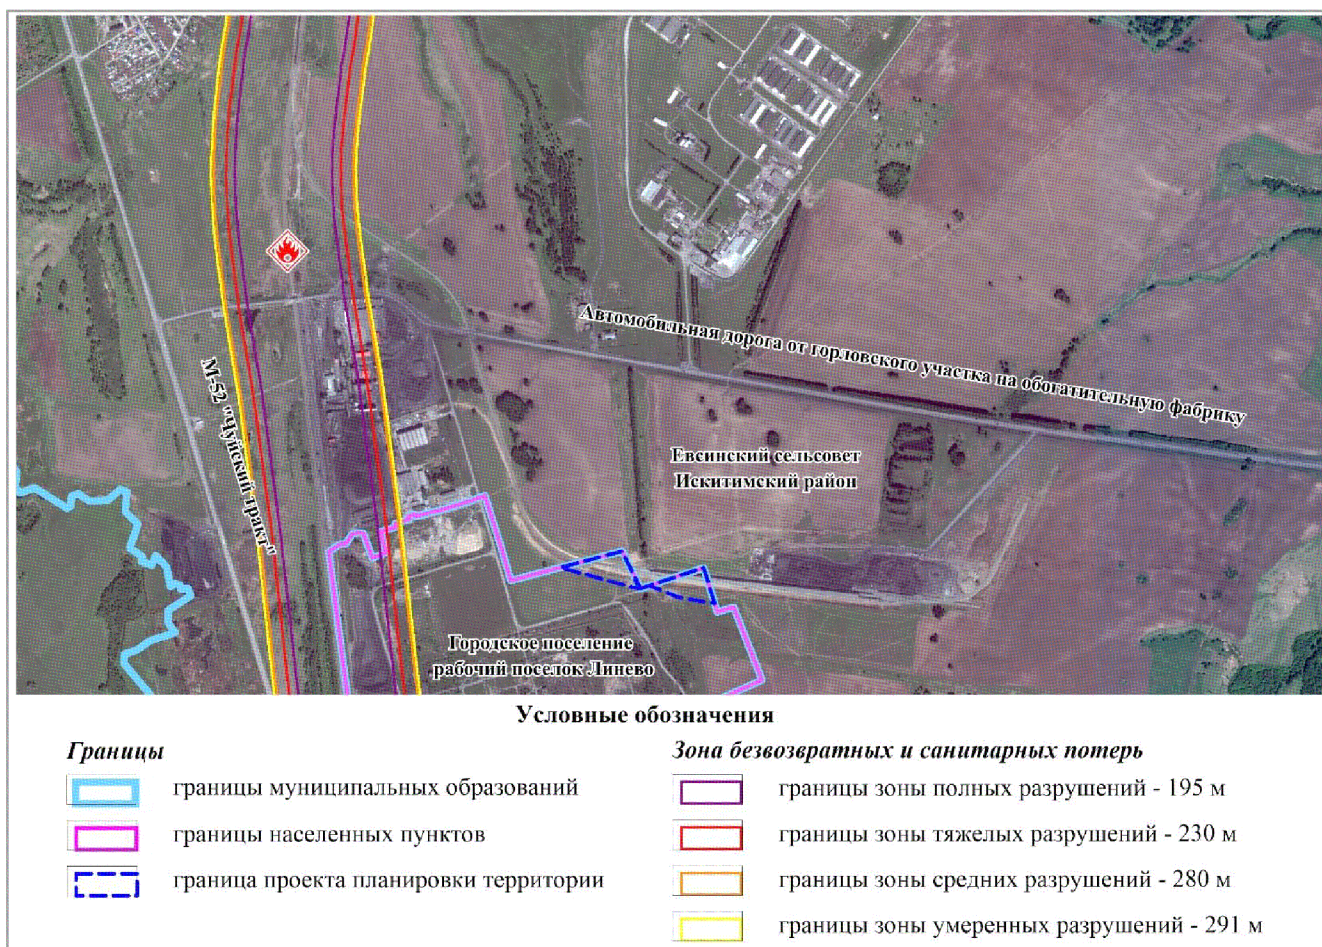 Автомобильная дорога от горловского участка на обогатительную фабрику
М-52 "Чуйский тракт"
Евсинский сельсовет
Искитимский район
Городское поселение
рабочий поселок Линево
Условные обозначения
Границы
границы муниципальных образований
границы населенных пунктов
граница проекта планировки территории
Зона безвозвратных и санитарных потерь
границы зоны полных разрушений - 195 м
границы зоны тяжелых разрушений - 230 м
границы зоны средних разрушений - 280 м
границы зоны умеренных разрушений - 291 м